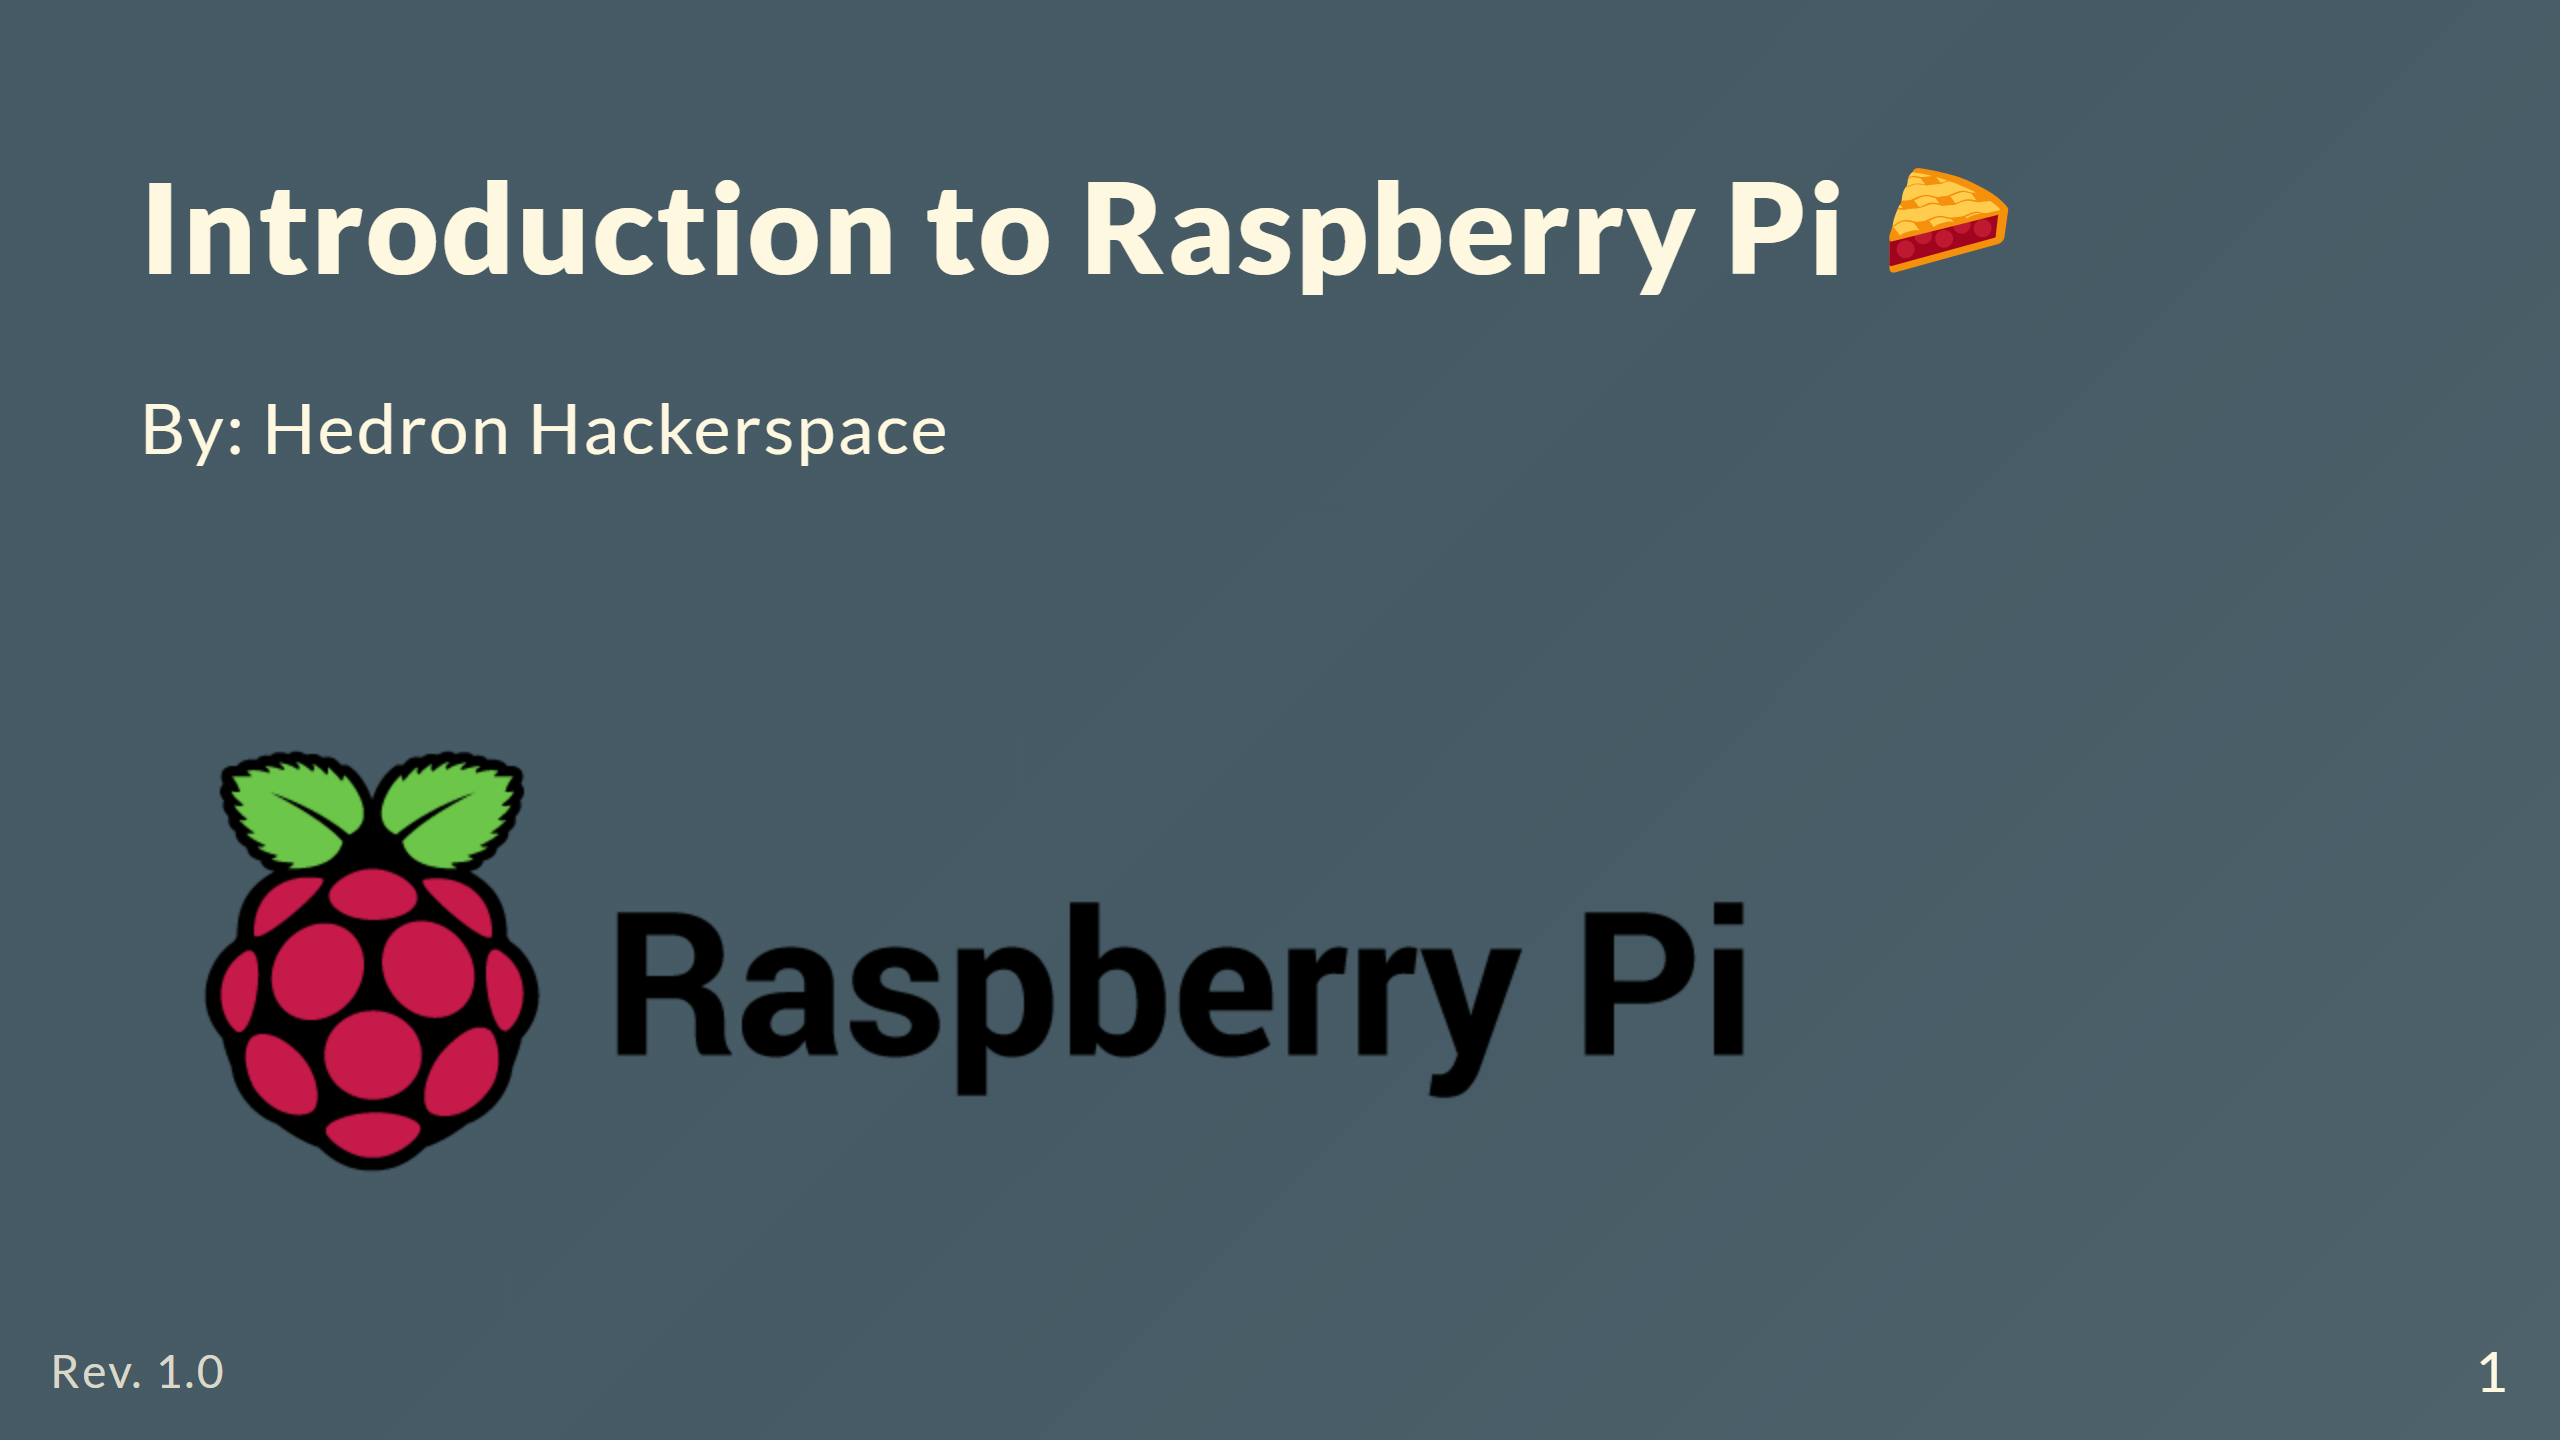 Introduction to Raspberry Pi 🥧
By: Hedron Hackerspace
Raspberry Pi
Rev. 1.0
1